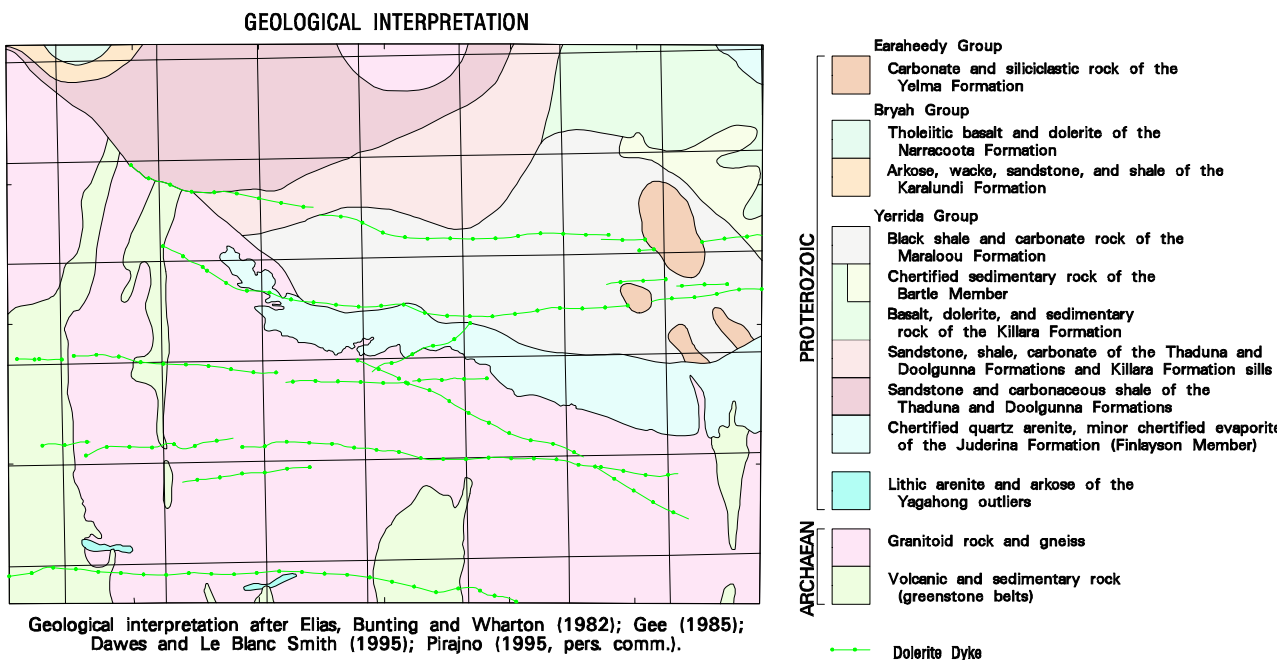 GEOLOGICAL INTERPRETATION
Geological interpretation after Elias, Bunting and Wharton (1982); Gee (1985);
Dawes and Le Blanc Smith (1995); Pirajno (1995, pers. comm.).
PROTEROZOIC
Earaheedy Group
Carbonate and siliciclastic rock of the
Yelma Formation
Bryah Group
Tholeiitic basalt and dolerite of the
Narracoota Formation
Arkose, wacke, sandstone, and shale of the
Karalundi Formation
Yerrida Group
Black shale and carbonate rock of the
Maraloou Formation
Chertified sedimentary rock of the
Bartle Member
Basalt, dolerite, and sedimentary
rock of the Killara Formation
Sandstone, shale, carbonate of the Thaduna and
Doolgunna Formations and Killara Formation sills
Sandstone and carbonaceous shale of the
Thaduna and Doolgunna Formations
Chertified quartz arenite, minor chertified evaporite
of the Juderina Formation (Finlayson Member)
Lithic arenite and arkose of the
Yagahong outliers
ARCHAEAN
Granitoid rock and gneiss
Volcanic and sedimentary rock
(greenstone belts)
Dolerite Dyke